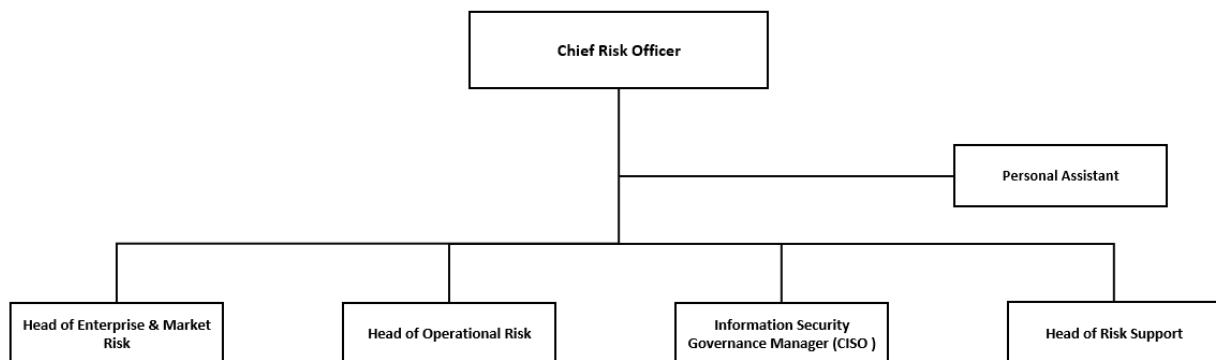 Chief Risk Officer
Personal Assistant
Head of Enterprise & Market
Risk
Head of Operational Risk
Information Security
Governance Manager (CISO )
Head of Risk Support